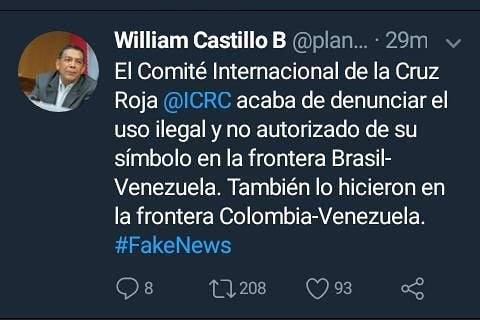 William Castillo B @plan... · 29m
El Comité Internacional de la Cruz
Roja @ICRC acaba de denunciar el
uso ilegal y no autorizado de su
símbolo en la frontera Brasil-
Venezuela. También lo hicieron en
la frontera Colombia-Venezuela.
#FakeNews
8 208 93